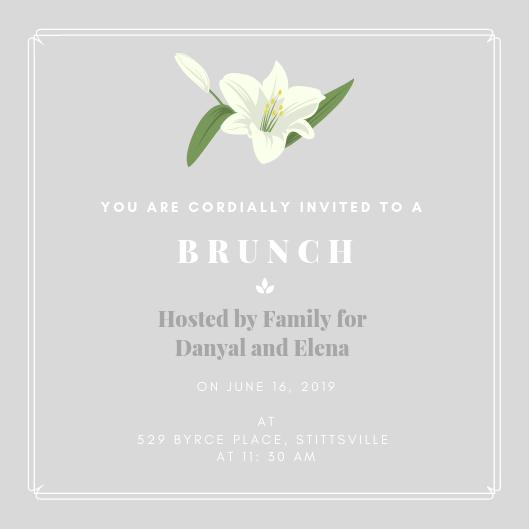 YOU ARE CORDIALLY INVITED TO A
BRUNCH
Hosted by Family for
Danyal and Elena
ON JUNE 16, 2019
AT
529 BYRCE PLACE, STITTSVILLE
AT 11: 30 AM